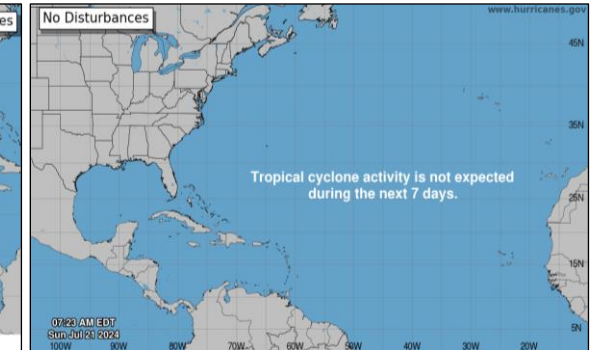 es
No Disturbances
www.hurricanes.gov
45N
35N
Tropical cyclone activity is not expected
during the next 7 days.
25N
15N
07:23 AM EDT
Sun Jul 21 2024
5N
100W 90W 80W 70W 60W 50W 40W 30W 20W